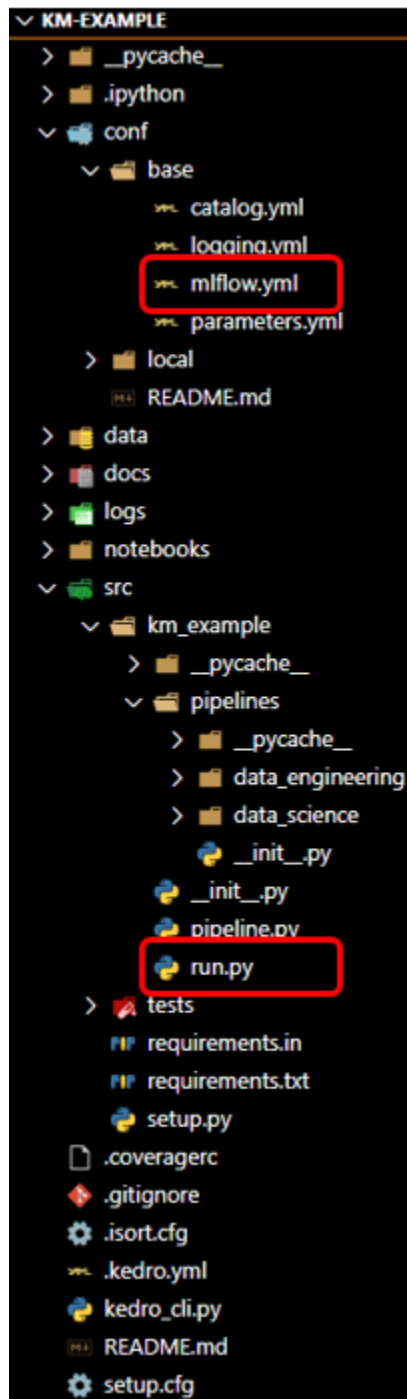 KM-EXAMPLE
__pycache__
.ipython
conf
base
catalog.yml
logging.yml
mlflow.yml
parameters.yml
local
README.md
data
docs
logs
notebooks
src
km_example
__pycache__
pipelines
__pycache__
data_engineering
data_science
__init__.py
__init__.py
pipeline.py
run.py
tests
requirements.in
requirements.txt
setup.py
.coveragerc
.gitignore
.isort.cfg
.kedro.yml
kedro_cli.py
README.md
setup.cfg